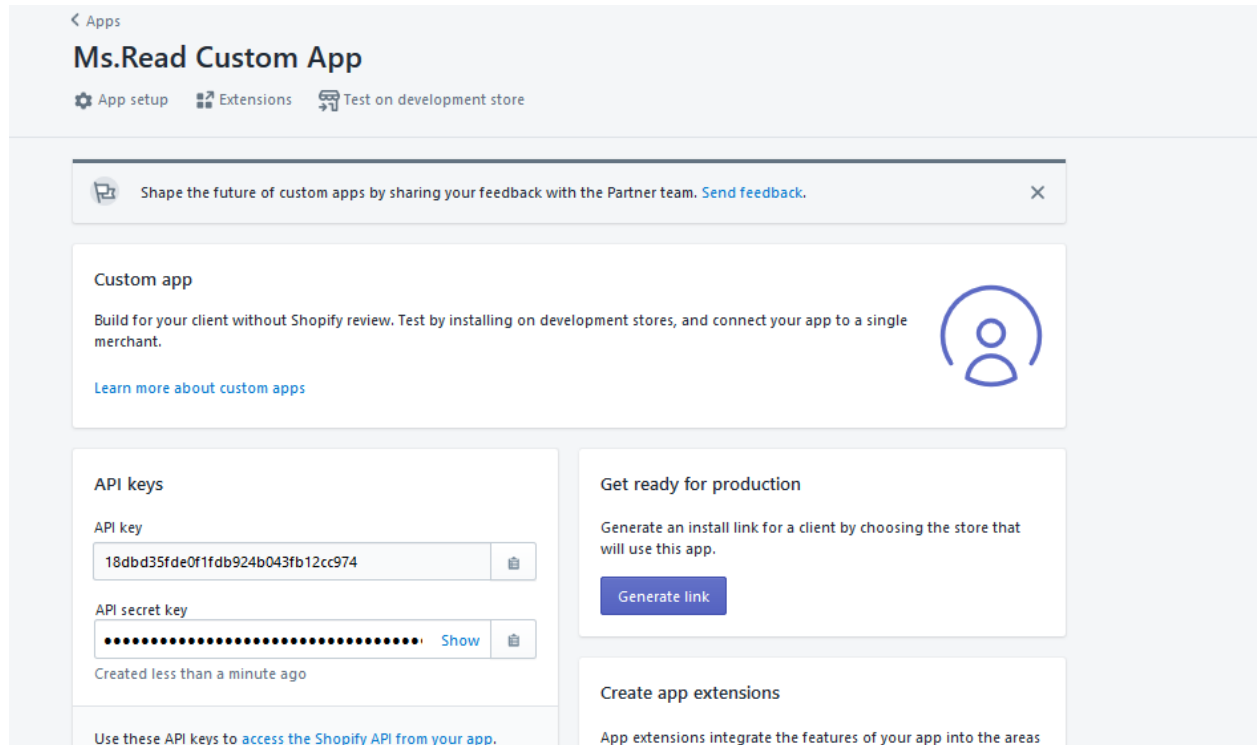 Apps
Ms.Read Custom App
App setup
Extensions
Test on development store
Shape the future of custom apps by sharing your feedback with the Partner team. Send feedback.
Custom app
Build for your client without Shopify review. Test by installing on development stores, and connect your app to a single
merchant.
Learn more about custom apps
API keys
API key
18dbd35fde0f1fdb924b043fb12cc974
API secret key
Show
Created less than a minute ago
Use these API keys to access the Shopify API from your app.
Get ready for production
Generate an install link for a client by choosing the store that
will use this app.
Generate link
Create app extensions
App extensions integrate the features of your app into the areas